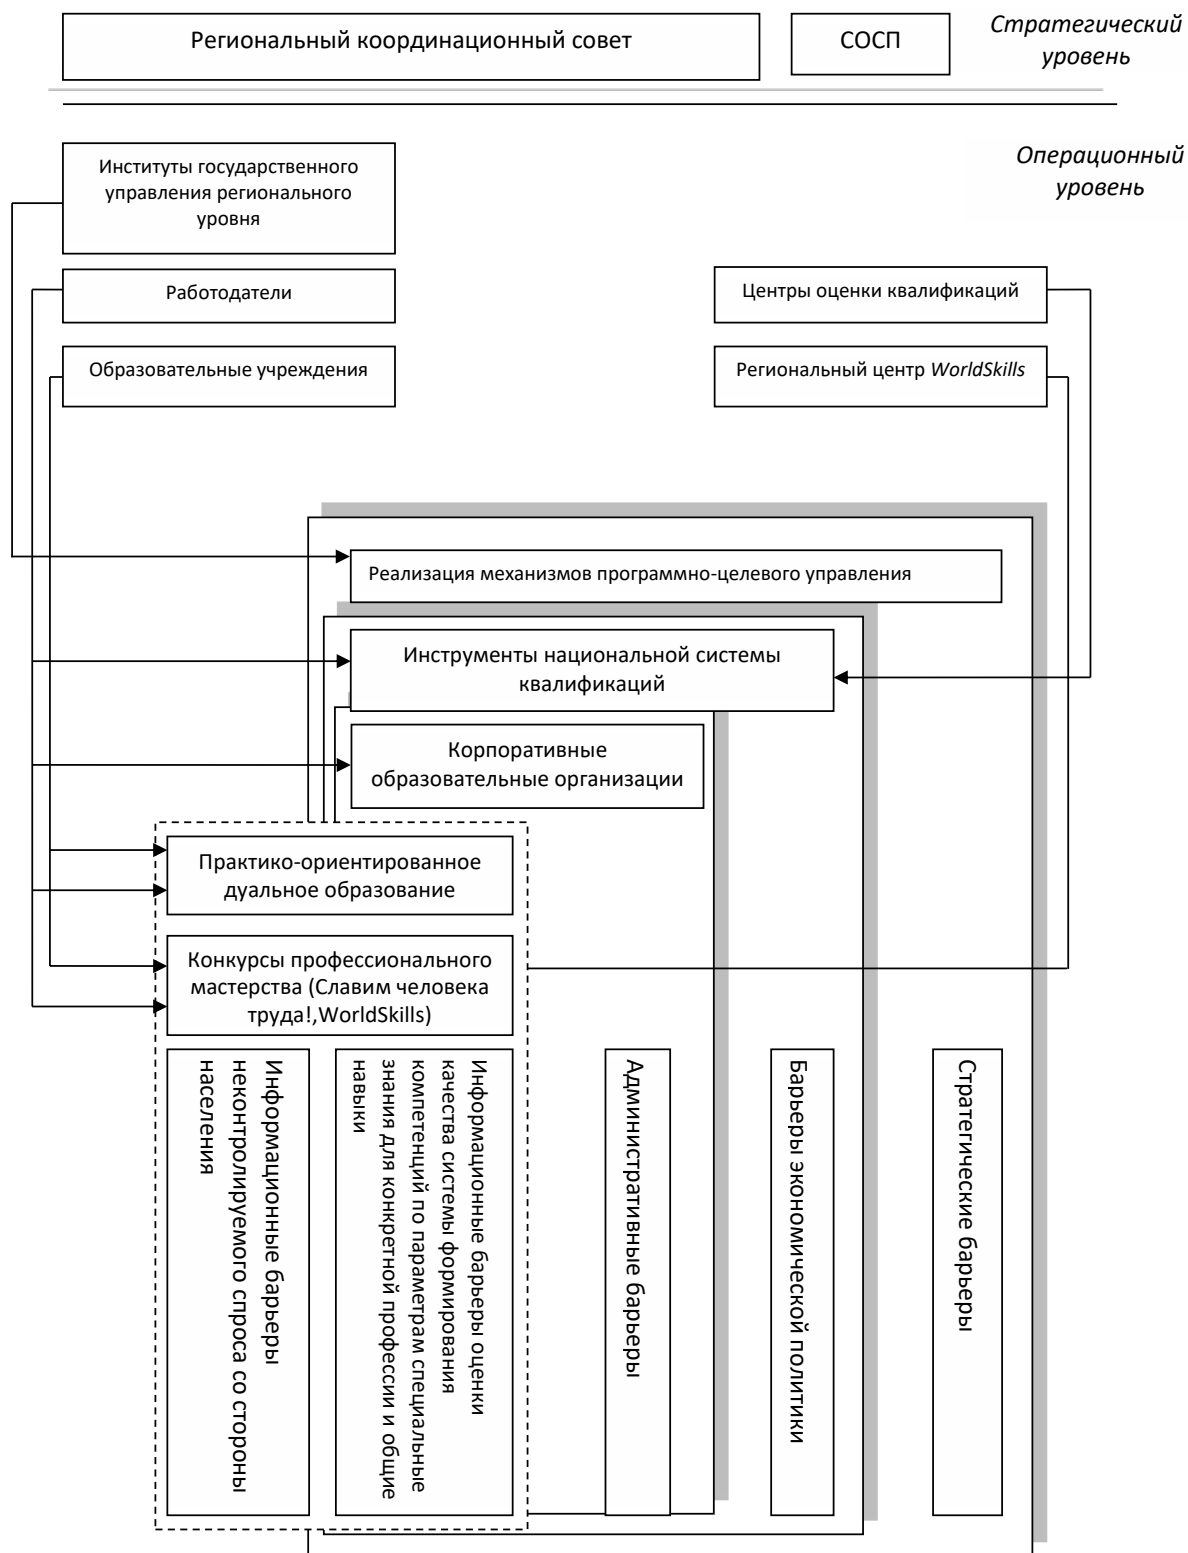 Региональный координационный совет
СОСП
Стратегический
уровень
Операционный
уровень
Институты государственного
управления регионального
уровня
Работодатели
Центры оценки квалификаций
Образовательные учреждения
Региональный центр WorldSkills
Реализация механизмов программно-целевого управления
Инструменты национальной системы
квалификаций
Корпоративные
образовательные организации
Практико-ориентированное
дуальное образование
Конкурсы профессионального
мастерства (Славим человека
труда!,WorldSkills)
Информационные барьеры
неконтролируемого спроса со стороны
населения
Информационные барьеры оценки
качества системы формирования
компетенций по параметрам специальные
знания для конкретной профессии и общие
навыки
Административные барьеры
Барьеры экономической политики
Стратегические барьеры